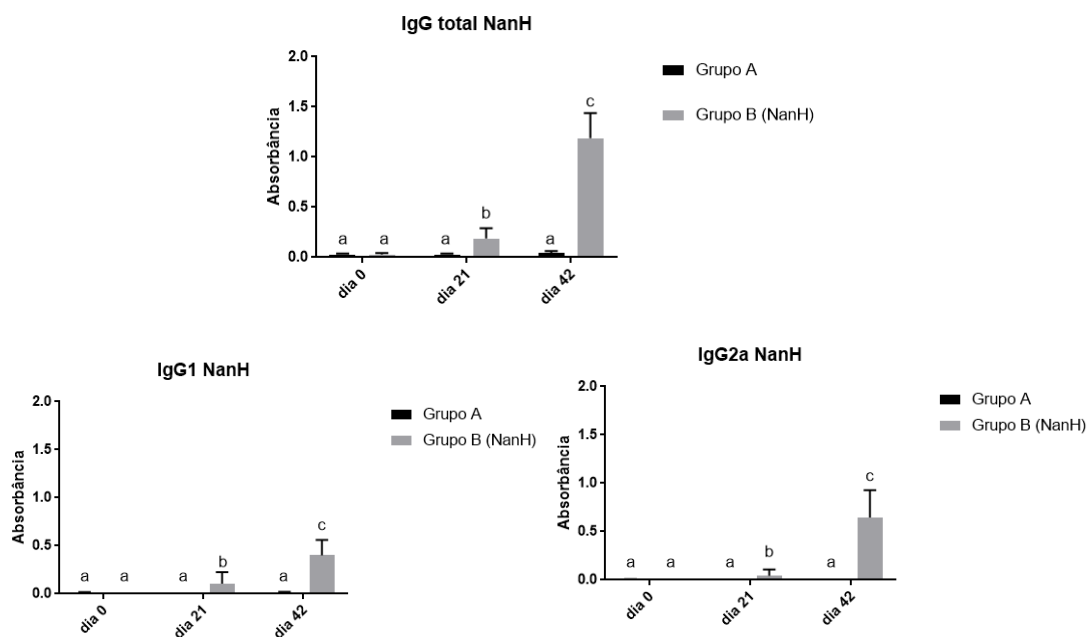 IgG total NanH
Absorbância
2.0
1.5
1.0
0.5
0.0
a
a
a
b
a
c
dia 0
dia 21
dia 42
Grupo A
Grupo B (NanH)
IgG1 NanH
Absorbância
2.0
1.5
1.0
0.5
0.0
a
a
a
b
a
c
dia 0
dia 21
dia 42
Grupo A
Grupo B (NanH)
IgG2a NanH
Absorbância
2.0
1.5
1.0
0.5
0.0
a
a
a
b
a
c
dia 0
dia 21
dia 42
Grupo A
Grupo B (NanH)